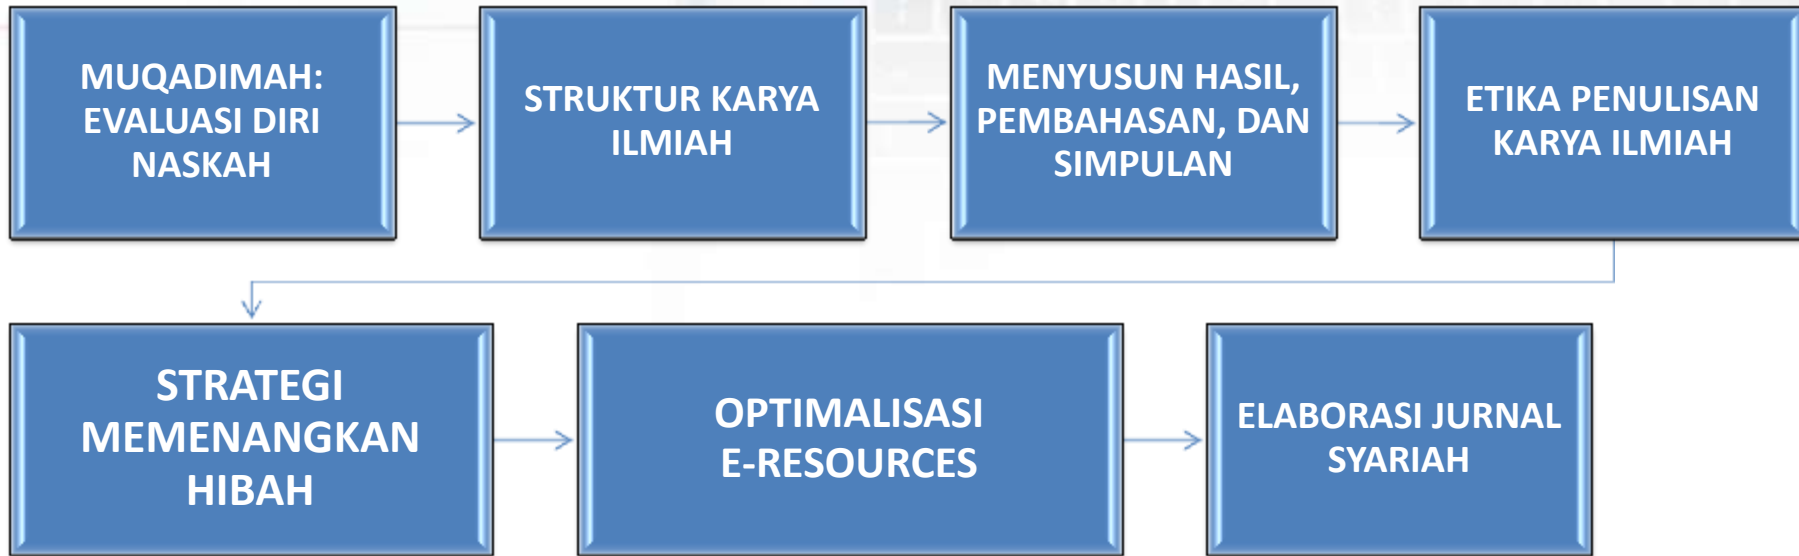 MUQADIMAH:
EVALUASI DIRI
NASKAH
STRUKTUR KARYA
ILMIAH
MENYUSUN HASIL,
PEMBAHASAN, DAN
SIMPULAN
ETIKA PENULISAN
KARYA ILMIAH
STRATEGI
MEMENANGKAN
HIBAH
OPTIMALISASI
E-RESOURCES
ELABORASI JURNAL
SYARIAH